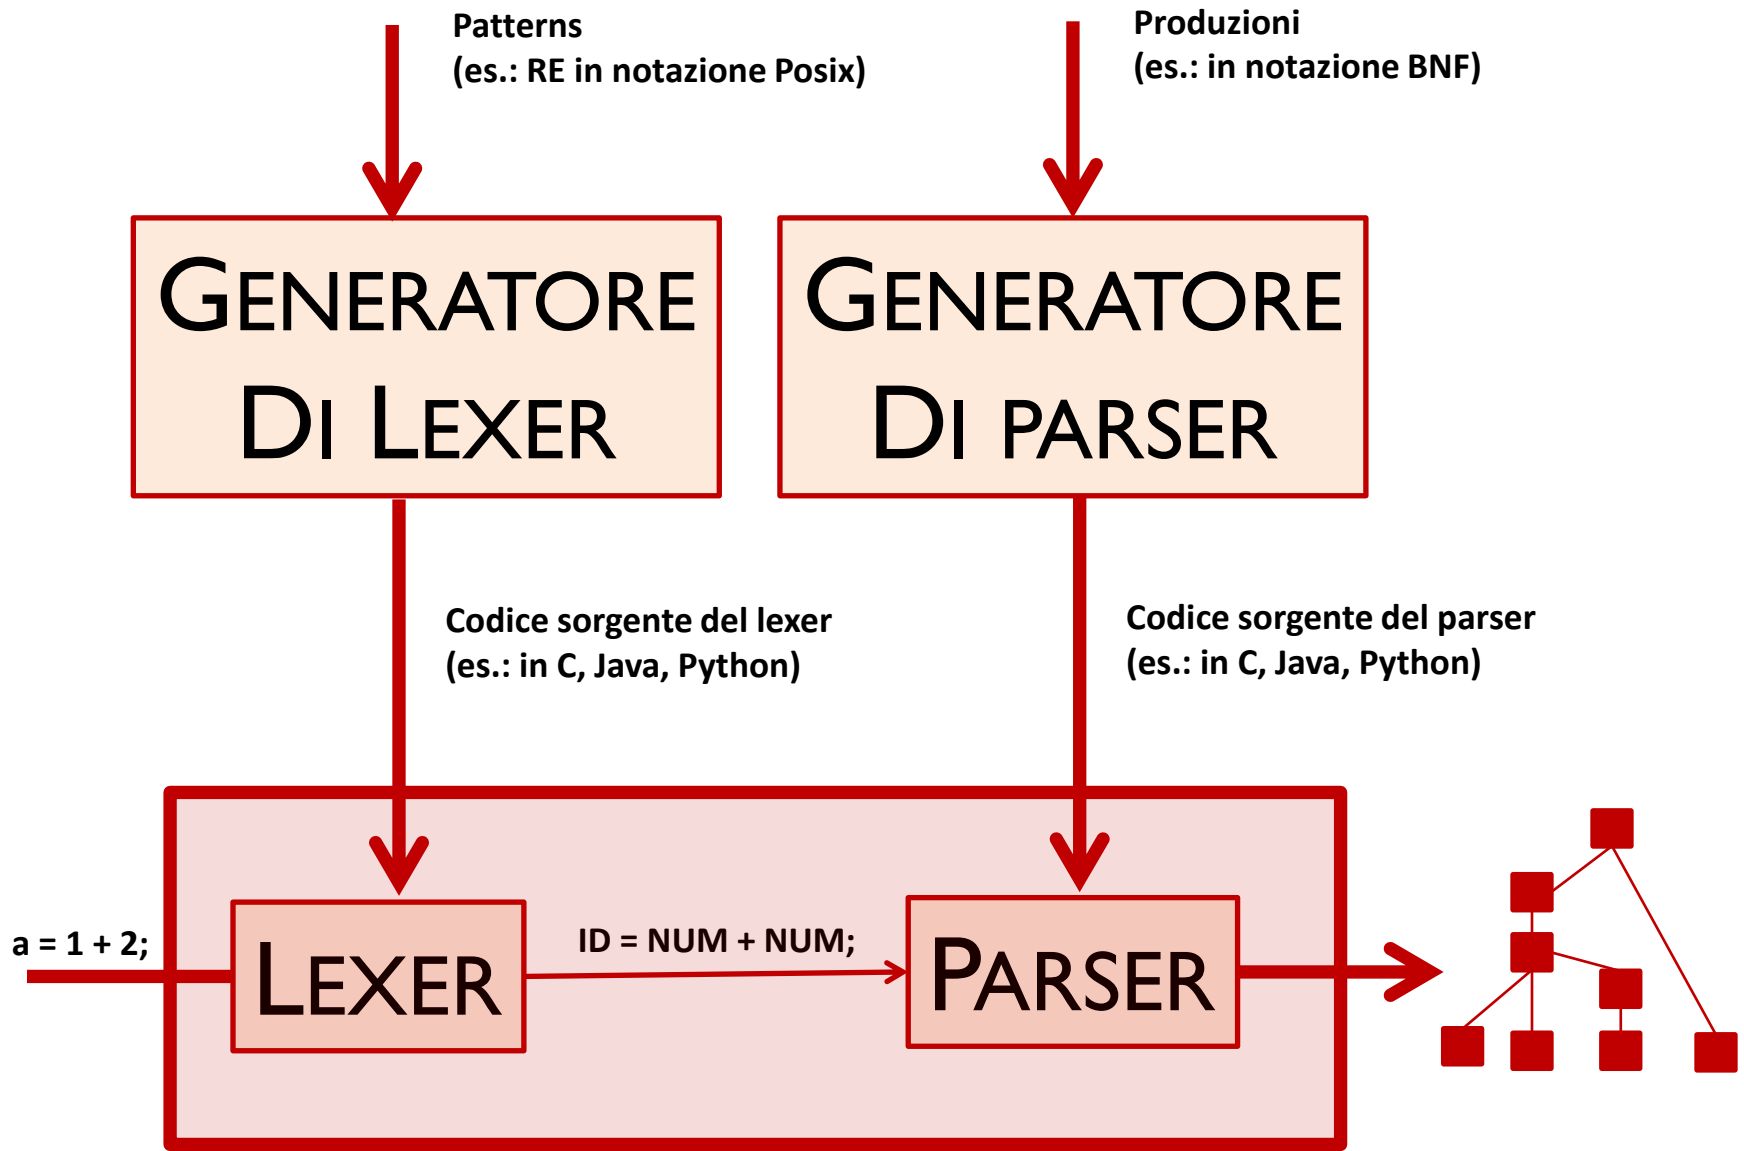 Patterns
(es.: RE in notazione Posix)
Produzioni
(es.: in notazione BNF)
GENERATORE
DI LEXER
GENERATORE
DI PARSER
Codice sorgente del lexer
(es.: in C, Java, Python)
Codice sorgente del parser
(es.: in C, Java, Python)
a = 1 + 2;
LEXER
ID = NUM + NUM;
PARSER